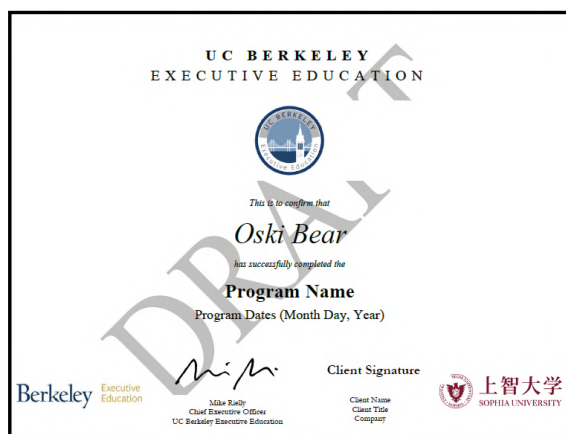 UC BERKELEY
EXECUTIVE EDUCATION
UC BERKELEY
Executive Education
This is to confirm that
Oski Bear
has successfully completed the
Program Name
Program Dates (Month Day, Year)
DRAFT
Client Signature
Berkeley Executive Education
Mike Rielly
Chief Executive Officer
UC Berkeley Executive Education
Client Name
Client Title
Company
上智大学
SOPHIA UNIVERSITY